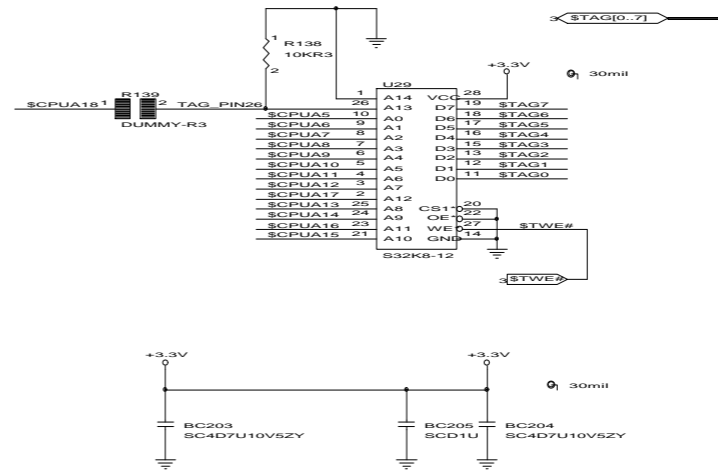 3 $TAG[0..7]
1
R138
10KR3
2
+3.3V
30mil
U29
R139
$CPUA18 1 2 TAG_PIN26
DUMMY-R3
1 A14 VCC 28
26 A13 D7 19 $TAG7
$CPUA5 10 A0 D6 18 $TAG6
$CPUA6 9 A1 D5 17 $TAG5
$CPUA7 8 A2 D4 16 $TAG4
$CPUA8 7 A3 D3 15 $TAG3
$CPUA9 6 A4 D2 13 $TAG2
$CPUA10 5 A5 D1 12 $TAG1
$CPUA11 4 A6 D0 11 $TAG0
$CPUA12 3 A7
$CPUA17 2 A12
$CPUA13 25 A8 CS1* 20
$CPUA14 24 A9 OE* 22
$CPUA16 23 A11 WE* 27 $TWE#
$CPUA15 21 A10 GND 14
S32K8-12
3 $TWE#
+3.3V +3.3V
30mil
BC203 BC205 BC204
SC4D7U10V5ZY SCD1U SC4D7U10V5ZY